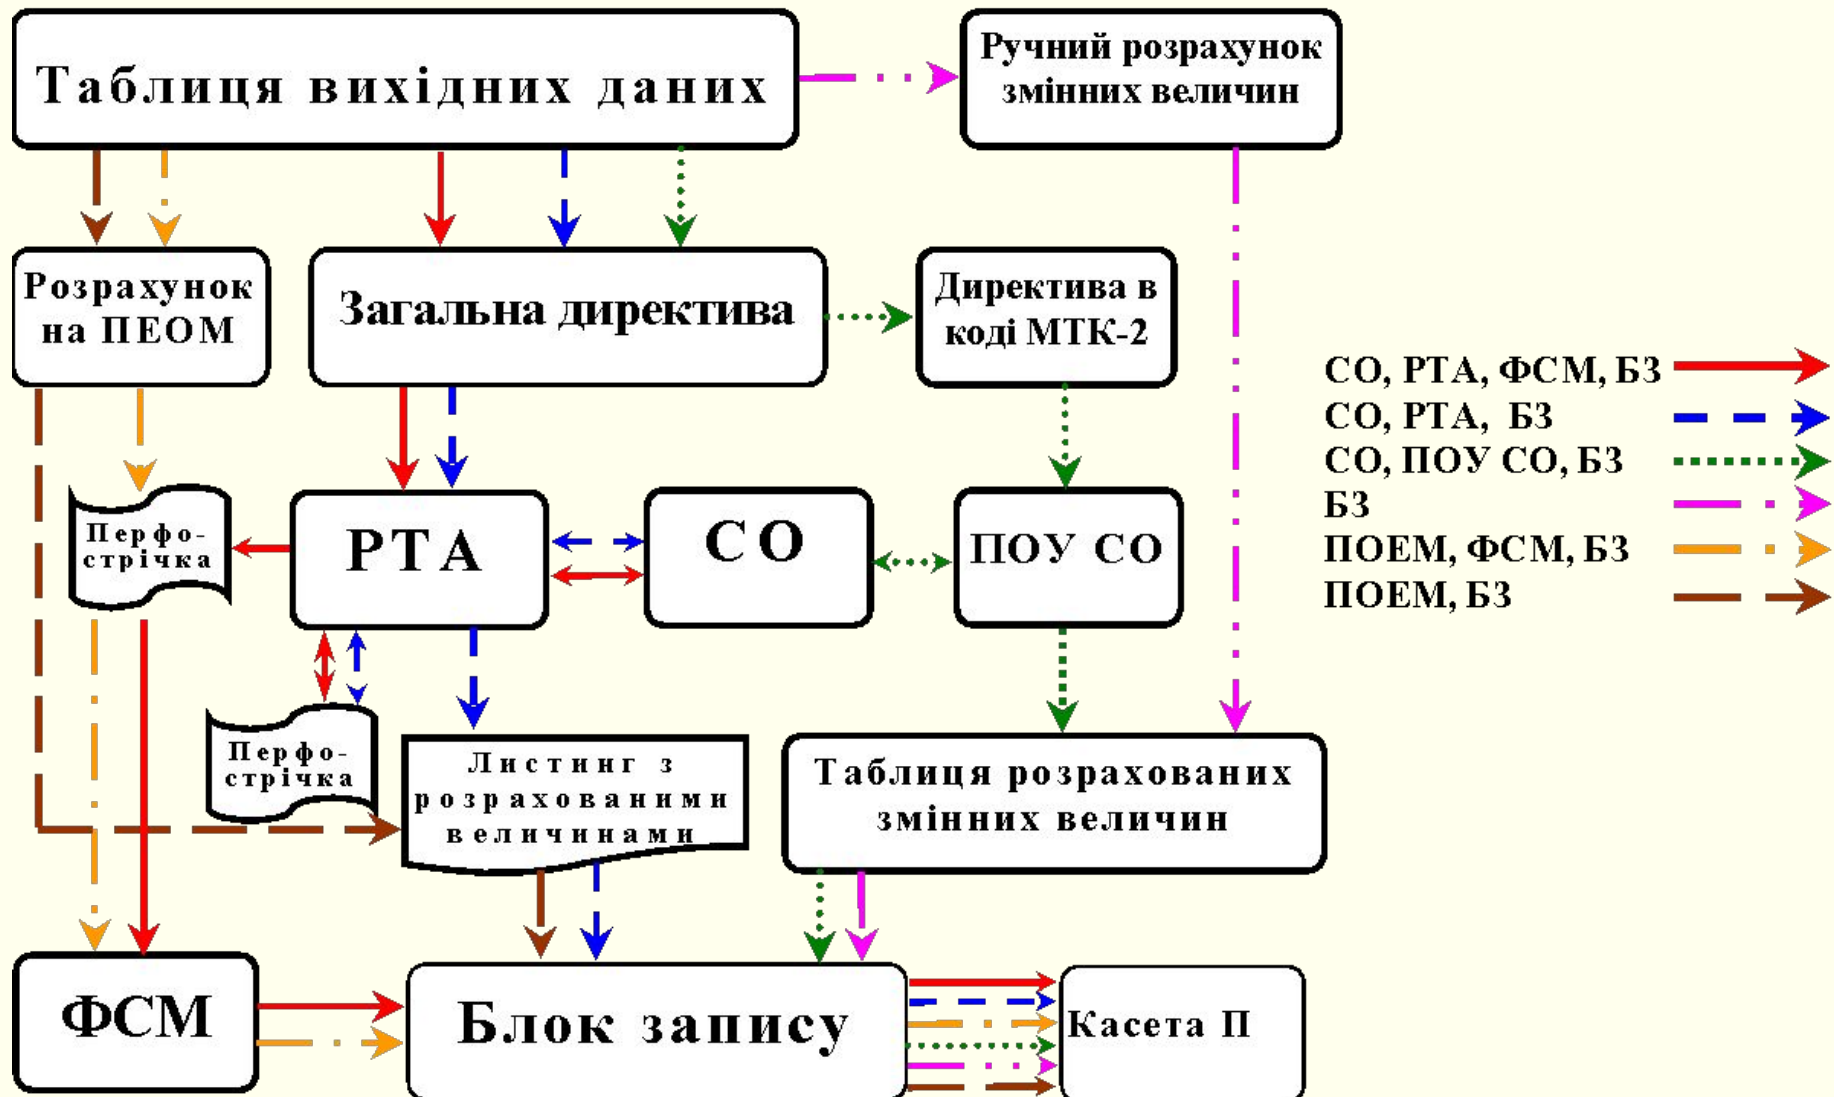 Таблиця вихідних даних
Ручний розрахунок
змінних величин
Розрахунок
на ПЕОМ
Загальна директива
Директива в
коді МТК-2
СО, РТА, ФСМ, БЗ
СО, РТА, БЗ
СО, ПОУ СО, БЗ
БЗ
ПОЕМ, ФСМ, БЗ
ПОЕМ, БЗ
Перфо-
стрічка
РТА
СО
ПОУ СО
Перфо-
стрічка
Листинг з
розрахованими
величинами
Таблиця розрахованих
змінних величин
ФСМ
Блок запису
Касета П